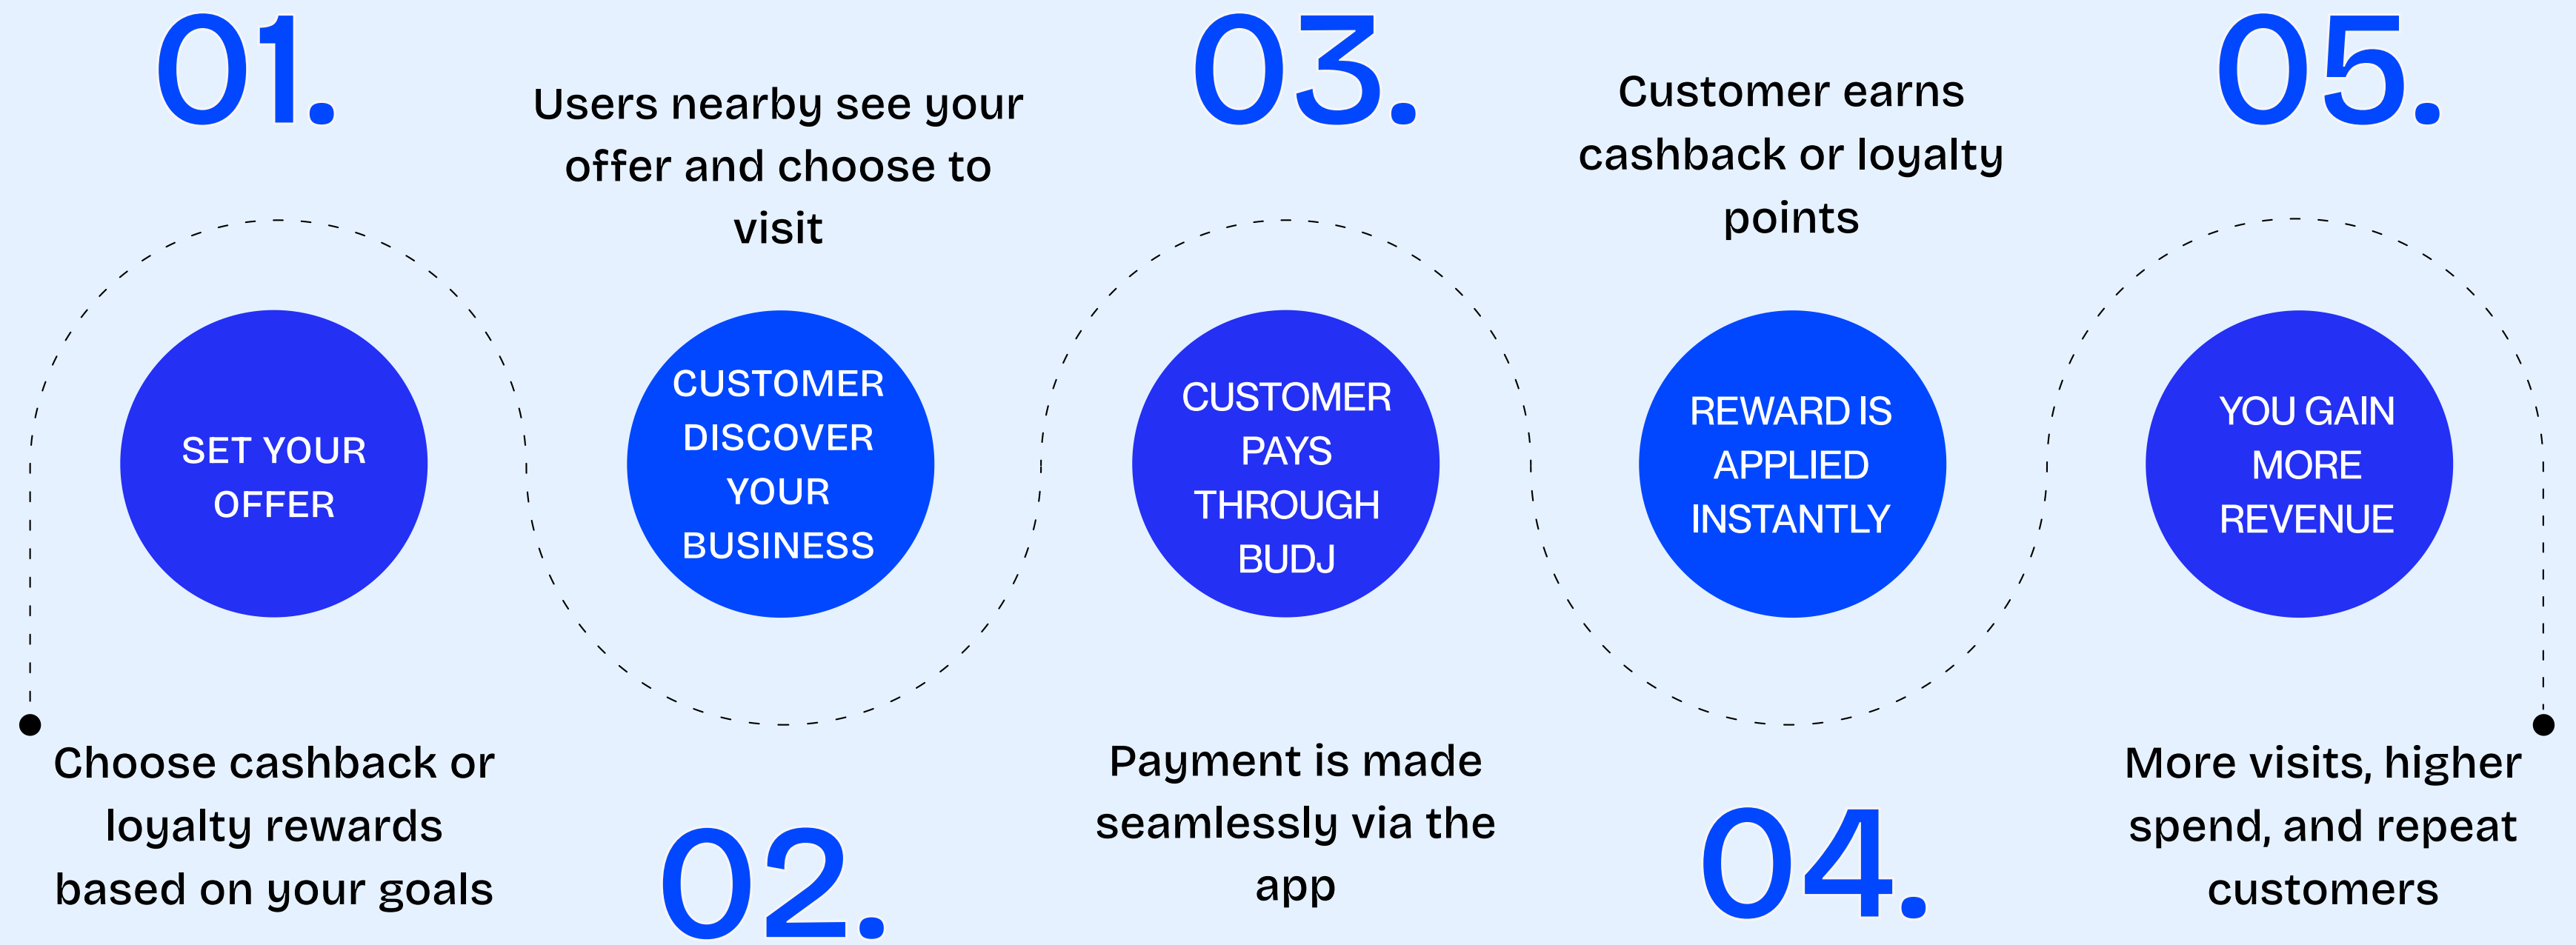 01.
SET YOUR
OFFER
Choose cashback or
loyalty rewards
based on your goals
Users nearby see your
offer and choose to
visit
CUSTOMER
DISCOVER
YOUR
BUSINESS
02.
03.
CUSTOMER
PAYS
THROUGH
BUDJ
Payment is made
seamlessly via the
app
Customer earns
cashback or loyalty
points
REWARD IS
APPLIED
INSTANTLY
04.
05.
YOU GAIN
MORE
REVENUE
More visits, higher
spend, and repeat
customers